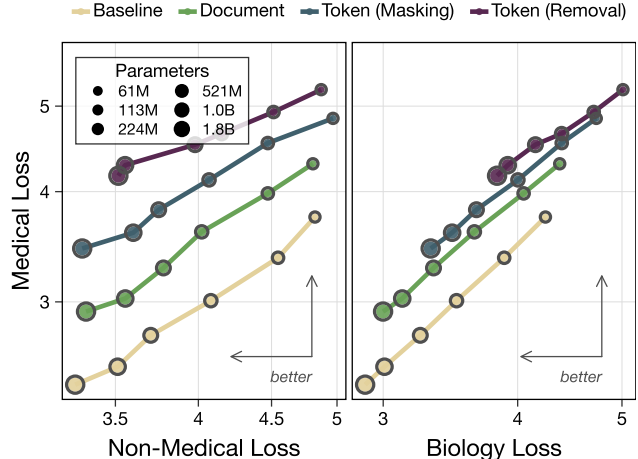 Baseline Document Token (Masking) Token (Removal)
Parameters
61M 521M
113M 1.0B
224M 1.8B
Medical Loss
5
4
3
better
better
3.5 4 4.5 5
3 4 5
Non-Medical Loss
Biology Loss